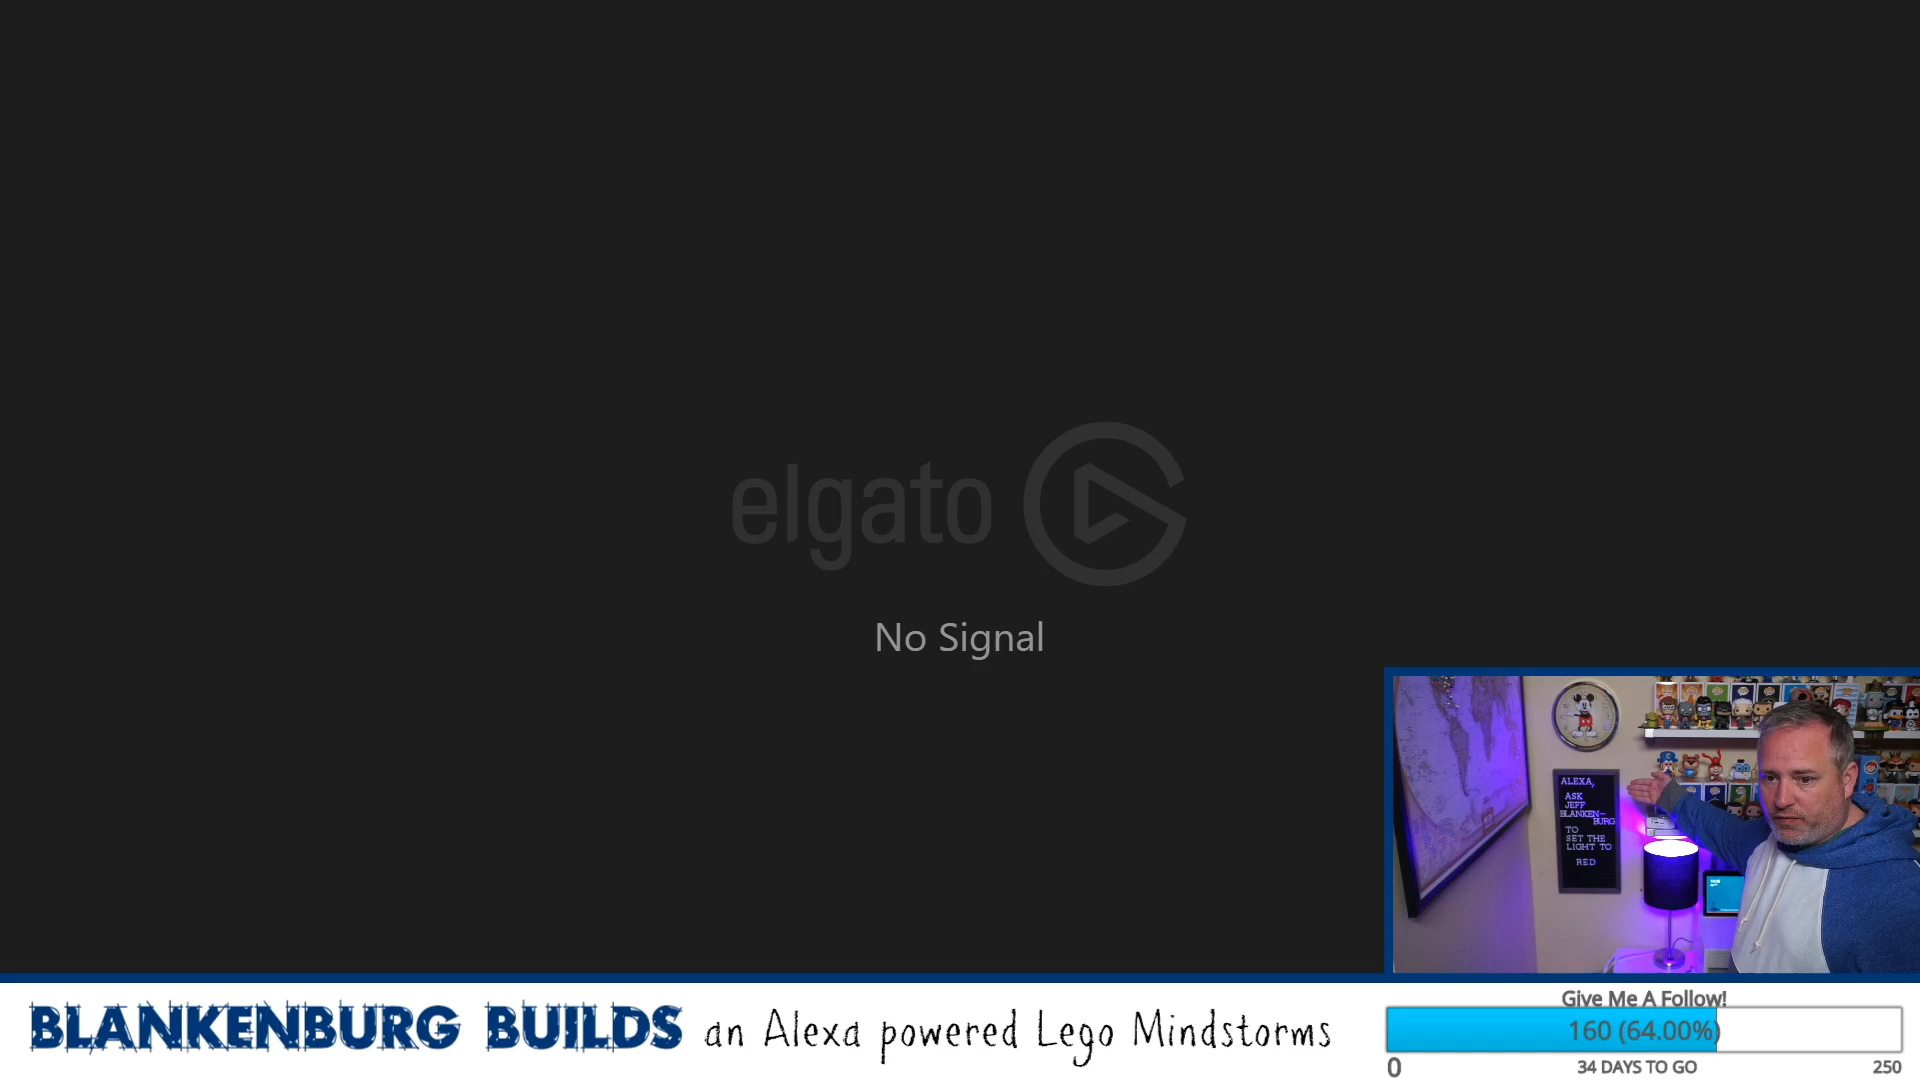 elgato
No Signal
ALEXA,
ASK
JEFF
BLANKEN-
BURG
TO
SET THE
LIGHT TO
RED
BLANKENBURG BUILDS an Alexa powered Lego Mindstorms
Give Me A Follow!
160 (64.00%)
0 34 DAYS TO GO 250